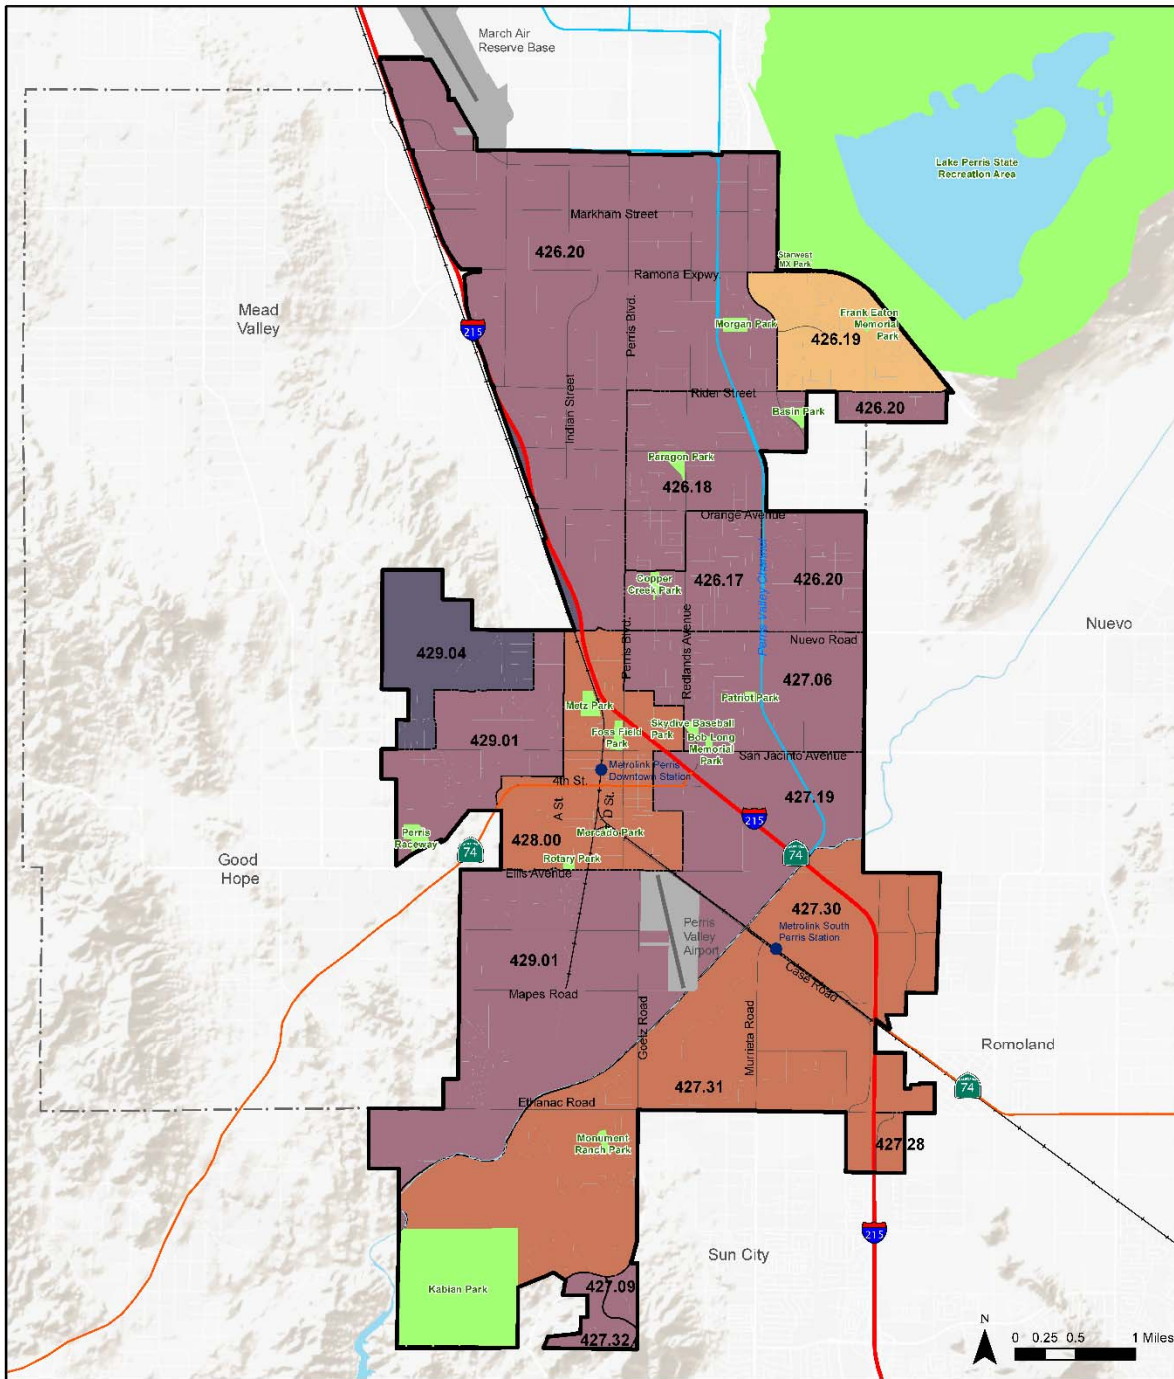 March Air
Reserve Base
Lake Perris State
Recreation Area
Markham Street
426.20
Starwest
MX Park
Ramona Expwy.
Mead
Valley
215
Perris Blvd.
Morgan Park
Frank Eaton
Memorial
Park
426.19
Indian Street
Rider Street
Basin Park
426.20
Paragon Park
426.18
Orange Avenue
Copper
Creek Park
426.17
426.20
Perris Valley Channel
Redlands Avenue
Perris Blvd.
Nuevo Road
Nuevo
429.04
427.06
Metz Park
Patriot Park
Foss Field
Park
Skydive Baseball
Park
Bob Long
Memorial
Park
429.01
San Jacinto Avenue
Metrolink Perris
Downtown Station
4th St.
427.19
A St.
D St.
215
Perris
Raceway
74
428.00
Mercado Park
74
Good
Hope
Rotary Park
Ellis Avenue
427.30
Perris
Valley
Airport
Metrolink South
Perris Station
429.01
Mapes Road
Case Road
Goetz Road
Murrieta Road
Romoland
74
427.31
Ethanac Road
Monument
Ranch Park
427.28
215
Sun City
Kabian Park
427.09
427.32
N
0 0.25 0.5 1 Miles